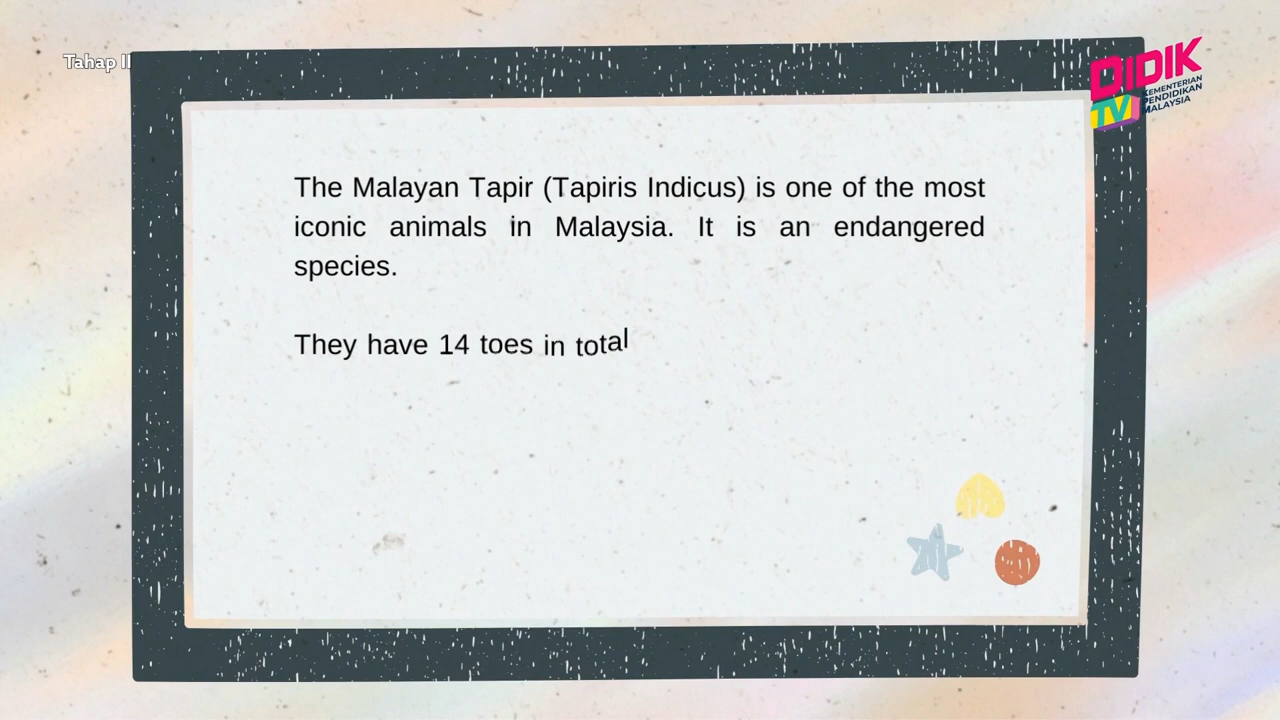 Tahap II
DIDIK
TV
KEMENTERIAN
PENDIDIKAN
MALAYSIA
The Malayan Tapir (Tapiris Indicus) is one of the most
iconic animals in Malaysia. It is an endangered
species.
They have 14 toes in total